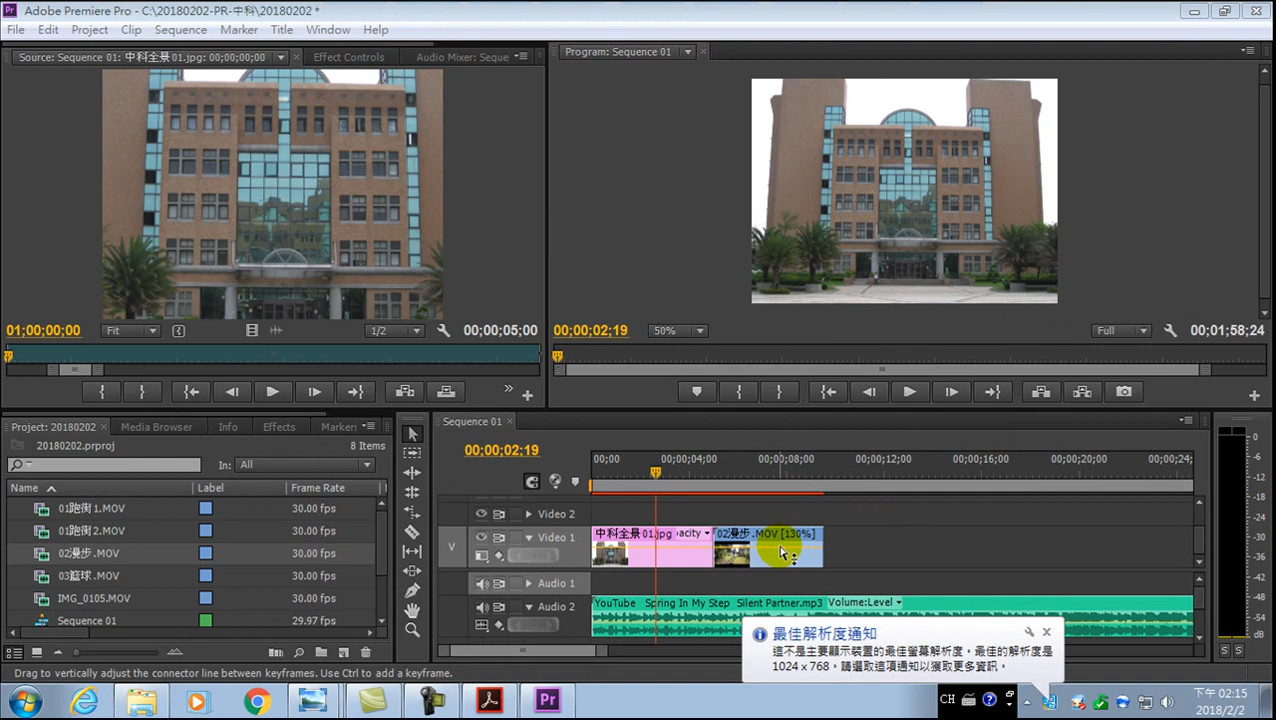 Adobe Premiere Pro - C:\20180202-PR-中科\20180202 *
File Edit Project Clip Sequence Marker Title Window Help
Source: Sequence 01: 中科全景 01.jpg: 00;00;00;00
Effect Controls
Audio Mixer: Seque
Program: Sequence 01
01;00;00;00
Fit
1/2
00;00;05;00
00;00;02;19
50%
Full
00;01;58;24
Project: 20180202
Media Browser
Info
Effects
Markers
20180202.prproj
8 Items
In: All
Name
Label
Frame Rate
01跑街 1.MOV
30.00 fps
01跑街 2.MOV
30.00 fps
02漫步 .MOV
30.00 fps
03籃球 .MOV
30.00 fps
IMG_0105.MOV
30.00 fps
Sequence 01
29.97 fps
Sequence 01
00;00;02;19
00;00
00;00;04;00
00;00;08;00
00;00;12;00
00;00;16;00
00;00;20;00
00;00;24;
Video 2
V
Video 1
中科全景 01.jpg
acity
02漫步 .MOV [130%]
Audio 1
Audio 2
YouTube Spring In My Step Silent Partner.mp3 Volume:Level
0
S S
最佳解析度通知
這不是主要顯示裝置的最佳螢幕解析度。最佳的解析度是
1024 x 768。請選取這項通知以獲取更多資訊。
Drag to vertically adjust the connector line between keyframes. Use Ctrl to add a keyframe.
Pr
CH
下午 02:15
2018/2/2